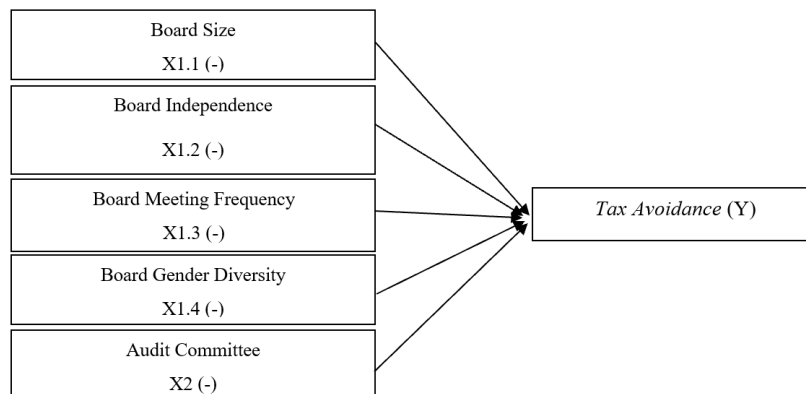 Board Size
X1.1 (-)
Board Independence
X1.2 (-)
Board Meeting Frequency
X1.3 (-)
Board Gender Diversity
X1.4 (-)
Audit Committee
X2 (-)
Tax Avoidance (Y)